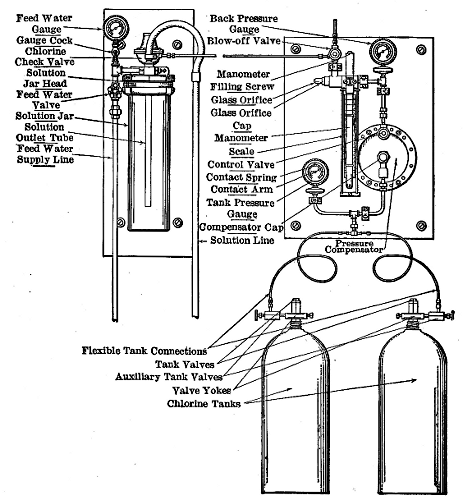 Feed Water
Gauge
Gauge Cock
Chlorine
Check Valve
Solution
Jar Head
Feed Water
Valve
Solution Jar
Solution
Outlet Tube
Feed Water
Supply Line
Back Pressure
Gauge
Blow-off Valve
Manometer
Filling Screw
Glass Orifice
Glass Orifice
Cap
Manometer
Scale
Control Valve
Contact Spring
Contact Arm
Tank Pressure
Gauge
Compensator Cap
Solution Line
Pressure
Compensator
Flexible Tank Connections
Tank Valves
Auxiliary Tank Valves
Valve Yokes
Chlorine Tanks